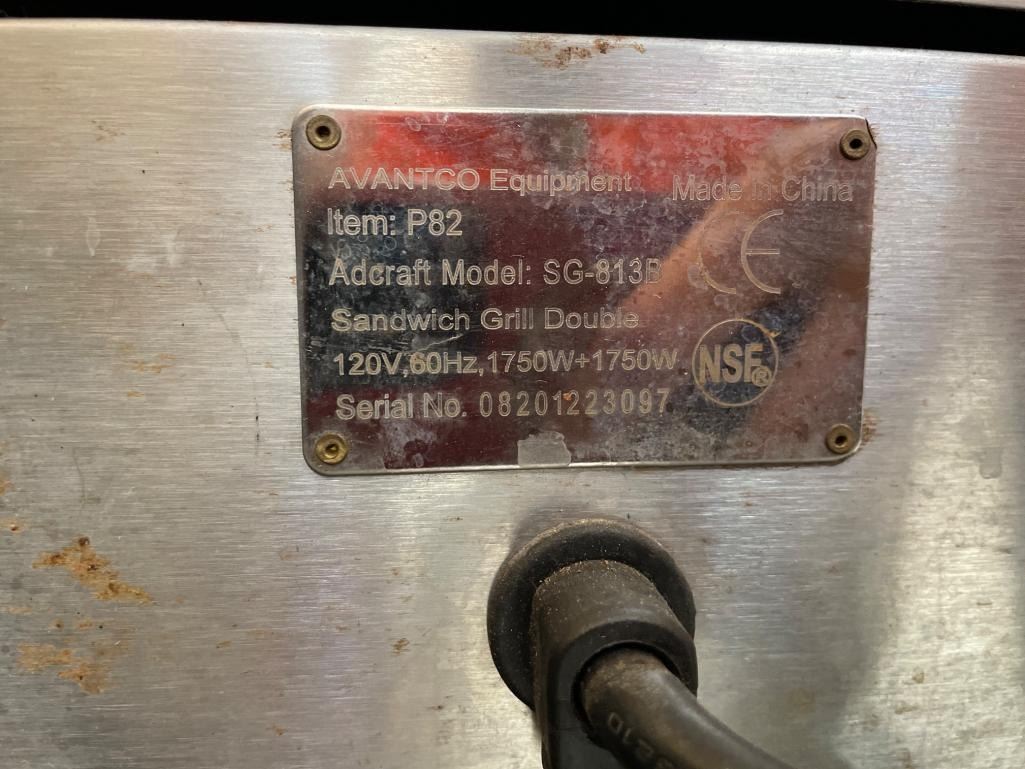 AVANTCO Equipment Made in China
Item: P82
CE
Adcraft Model: SG-813B
Sandwich Grill Double
120V,60Hz,1750W+1750W
NSF®
Serial No. 08201223097